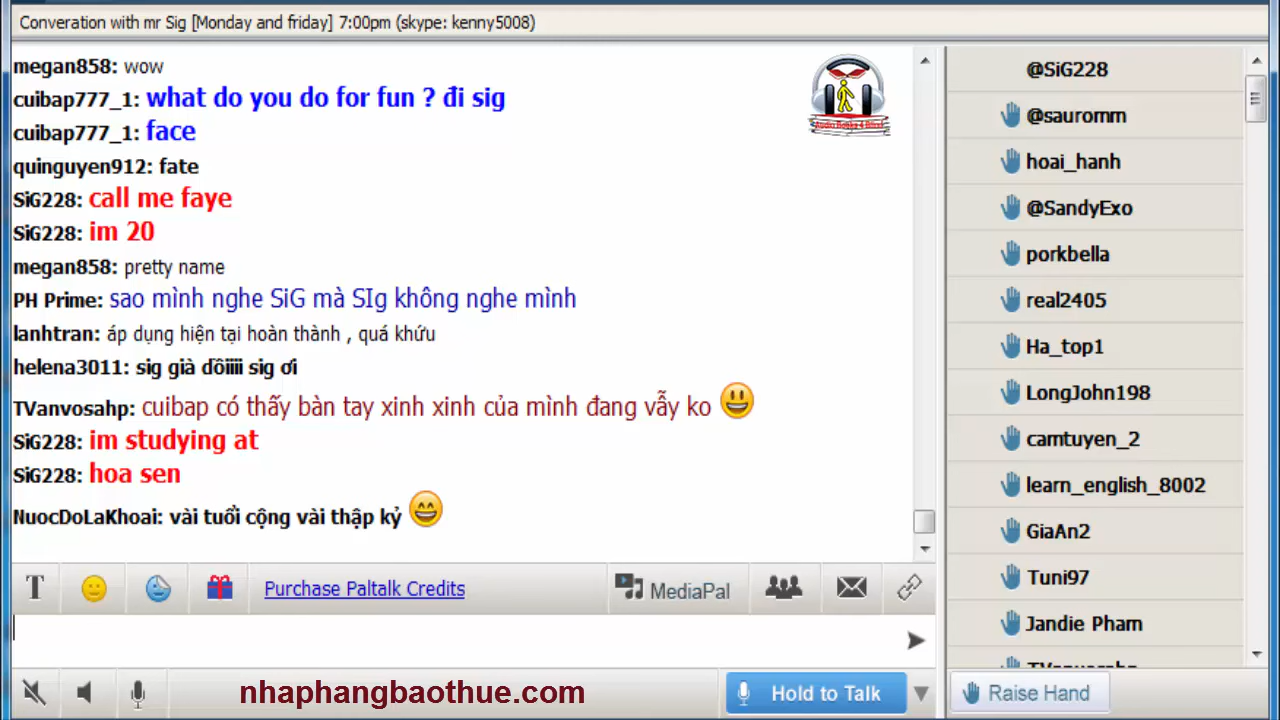 Converation with mr Sig [Monday and friday] 7:00pm (skype: kenny5008)
megan858: wow
cuibap777_1: what do you do for fun ? đi sig
cuibap777_1: face
quinguyen912: fate
SiG228: call me faye
SiG228: im 20
megan858: pretty name
PH Prime: sao mình nghe SiG mà SIg không nghe mình
lanhtran: áp dụng hiện tại hoàn thành , quá khứu
helena3011: sig già dôiiiii sig ơi
TVanvosahp: cuibap có thấy bàn tay xinh xinh của mình đang vẫy ko
SiG228: im studying at
SiG228: hoa sen
NuocDoLaKhoai: vài tuổi cộng vài thập kỷ
T
Purchase Paltalk Credits
MediaPal
nhaphangbaothue.com
Hold to Talk
@SiG228
@sauromm
hoai_hanh
@SandyExo
porkbella
real2405
Ha_top1
LongJohn198
camtuyen_2
learn_english_8002
GiaAn2
Tuni97
Jandie Pham
Raise Hand